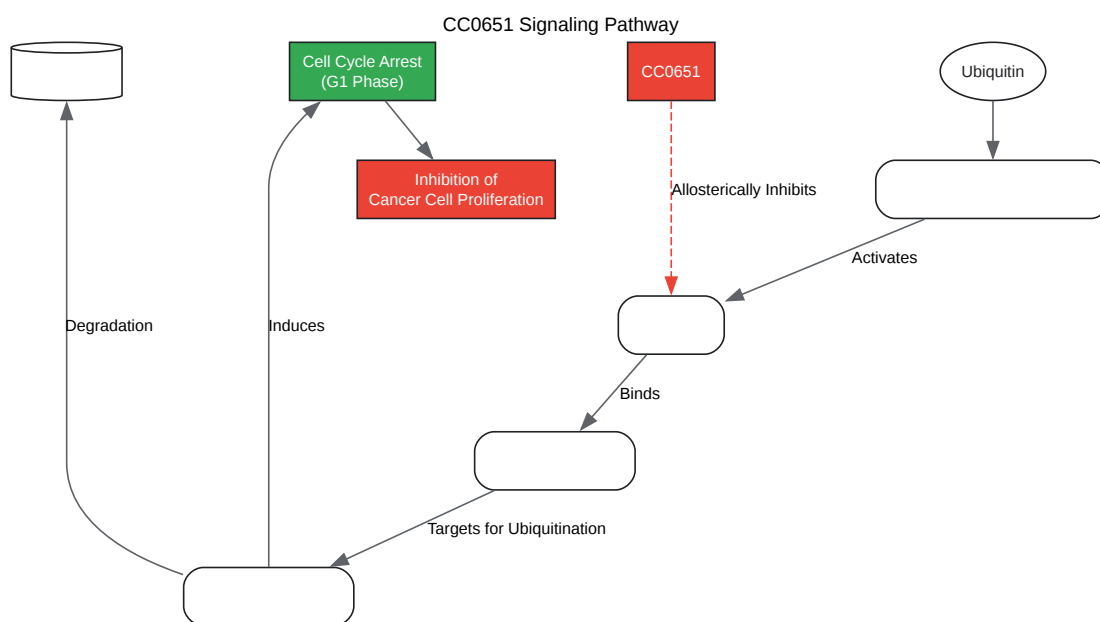 CC0651 Signaling Pathway
Cell Cycle Arrest
(G1 Phase)
CC0651
Ubiquitin
Inhibition of
Cancer Cell Proliferation
Allosterically Inhibits
Activates
Degradation
Induces
Binds
Targets for Ubiquitination